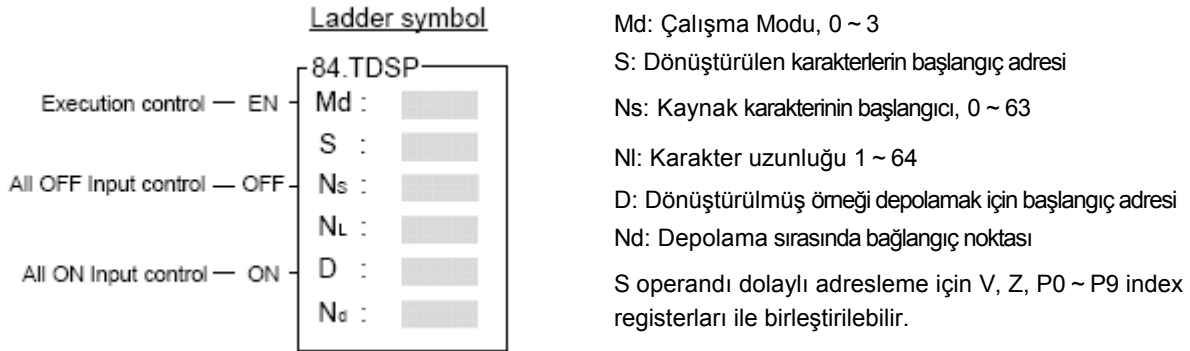 Ladder symbol
84.TDSP
Execution control — EN
Md :
S :
All OFF Input control — OFF
Ns :
NL :
All ON Input control — ON
D :
Nd :
Md: Çalışma Modu, 0 ~ 3
S: Dönüştürülen karakterlerin başlangıç adresi
Ns: Kaynak karakterinin başlangıcı, 0 ~ 63
Nl: Karakter uzunluğu 1 ~ 64
D: Dönüştürülmüş örneği depolamak için başlangıç adresi
Nd: Depolama sırasında bağlangıç noktası
S operandı dolaylı adresleme için V, Z, P0 ~ P9 index
registerları ile birleştirilebilir.